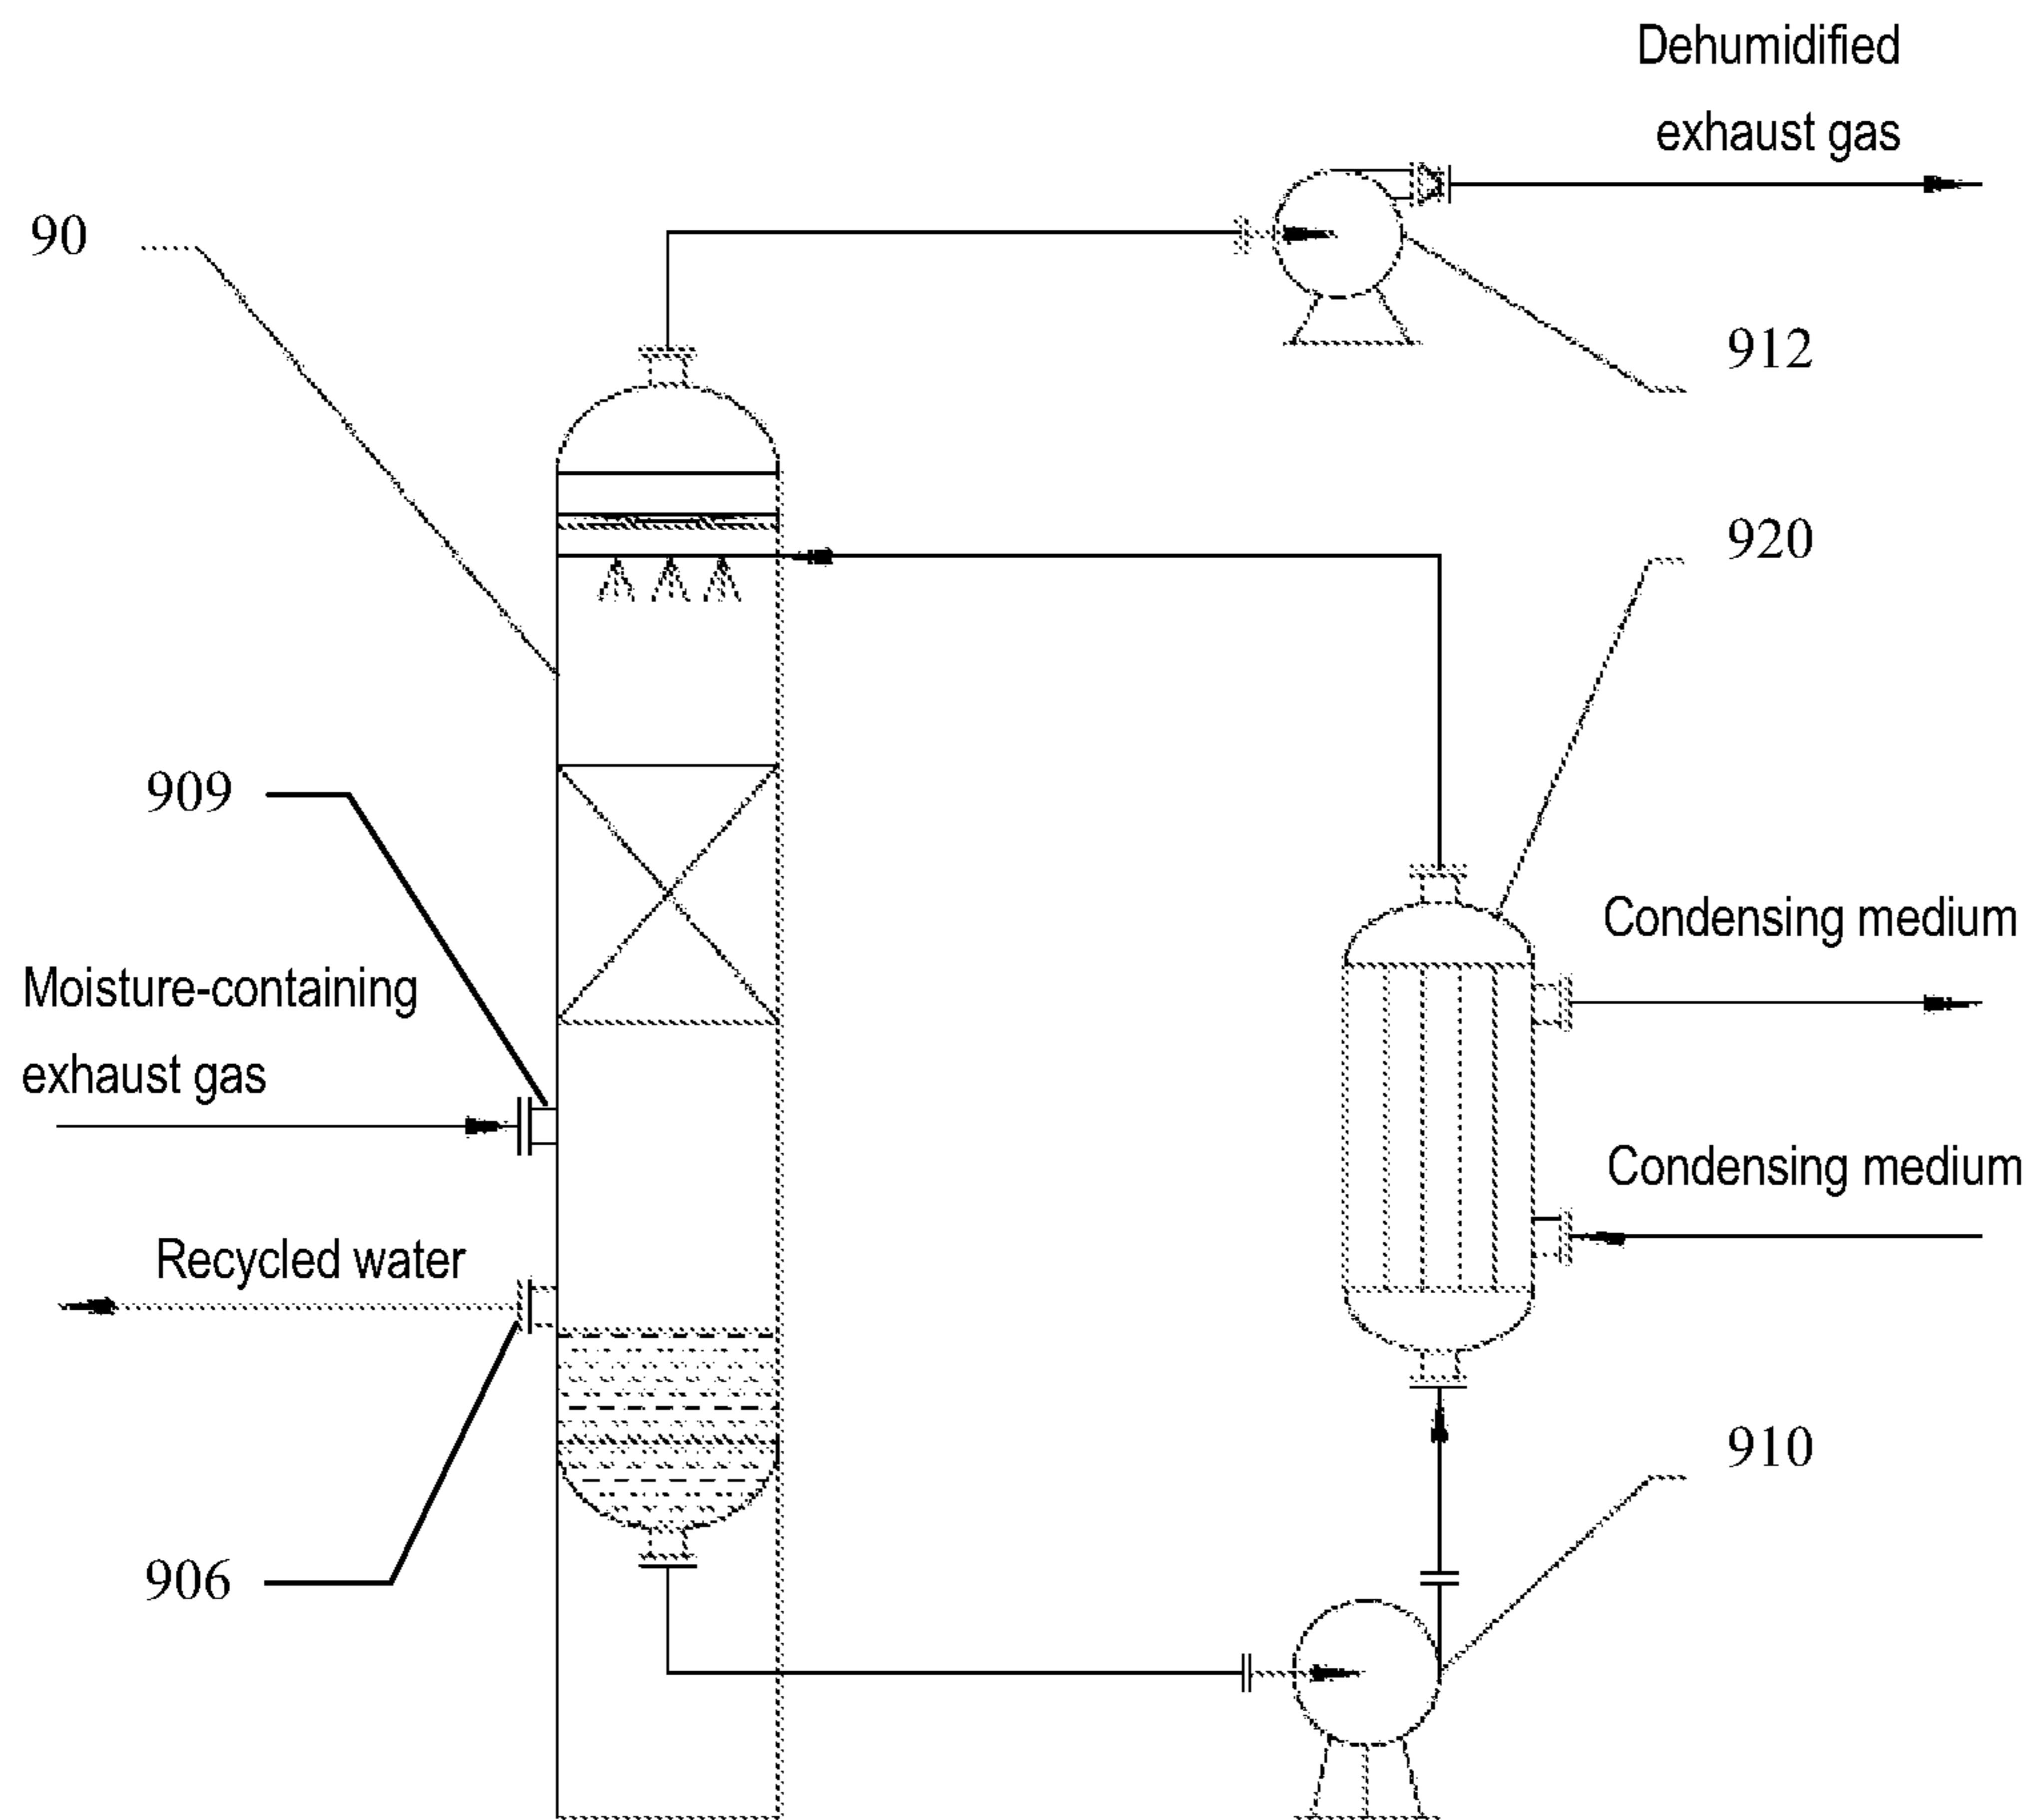 Dehumidified
exhaust gas
90
912
920
909
Condensing medium
Moisture-containing
exhaust gas
Condensing medium
Recycled water
910
906